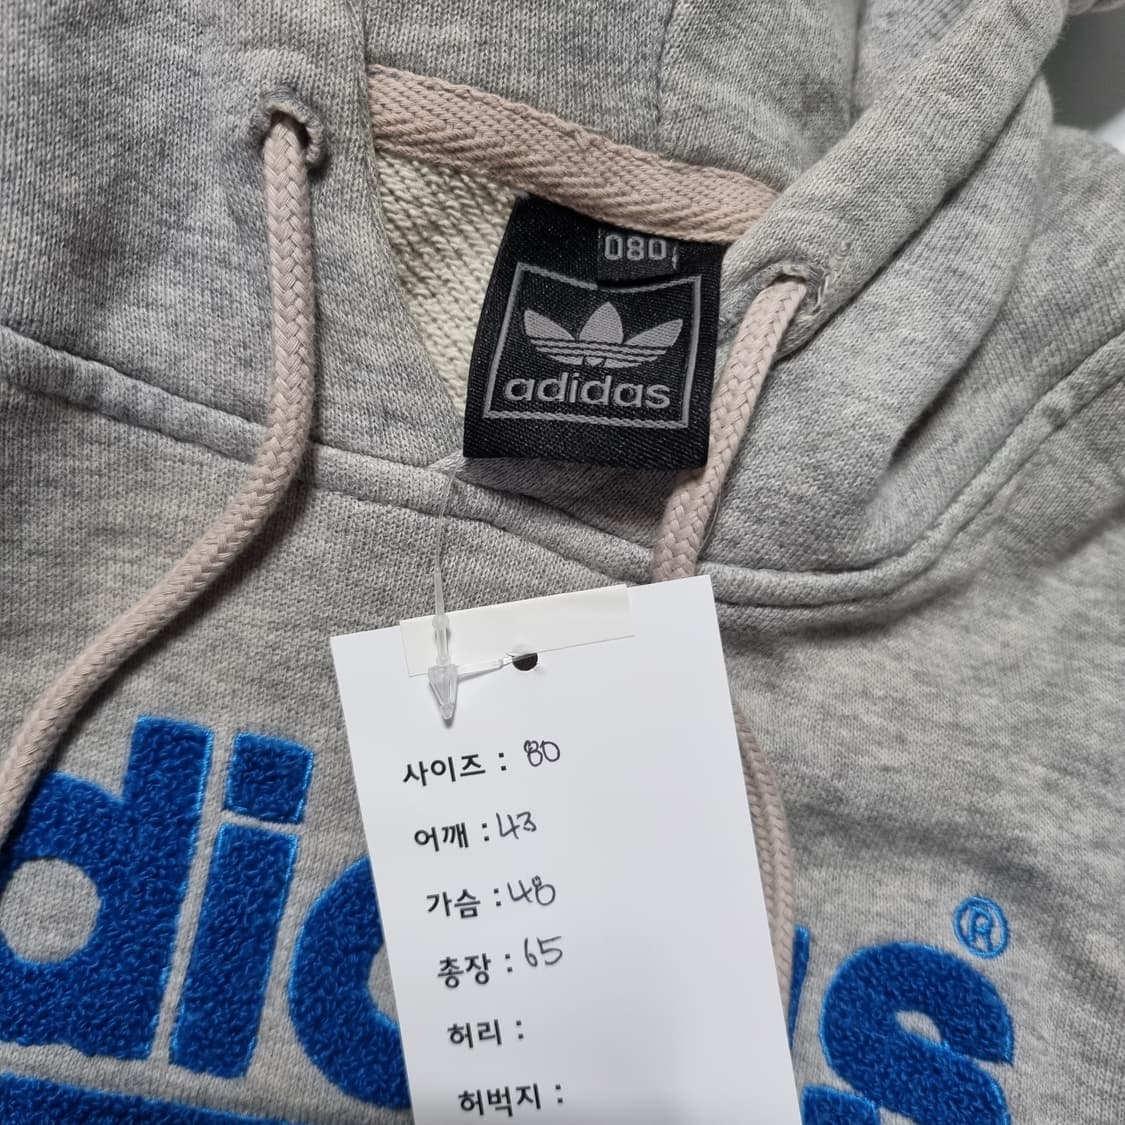 080
adidas
사이즈 : 80
어깨 : 43
가슴 : 48
총장 : 65
허리 :
허벅지 :
®